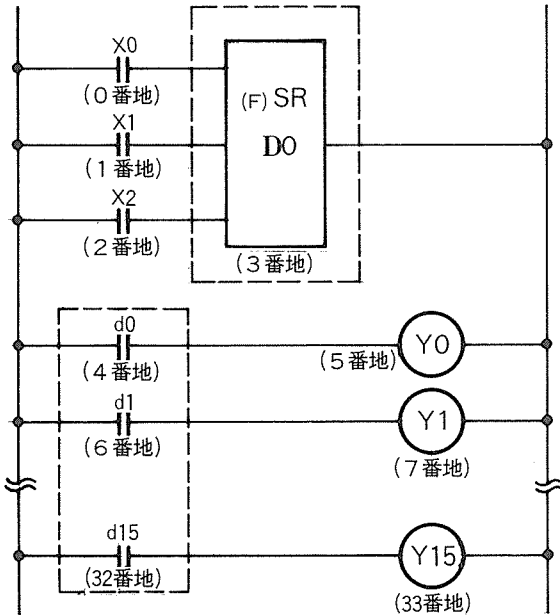 X0
(0番地)
(F) SR
D0
X1
(1番地)
X2
(2番地)
(3番地)
d0
(4番地)
(5番地)
Y0
d1
(6番地)
Y1
(7番地)
d15
(32番地)
Y15
(33番地)